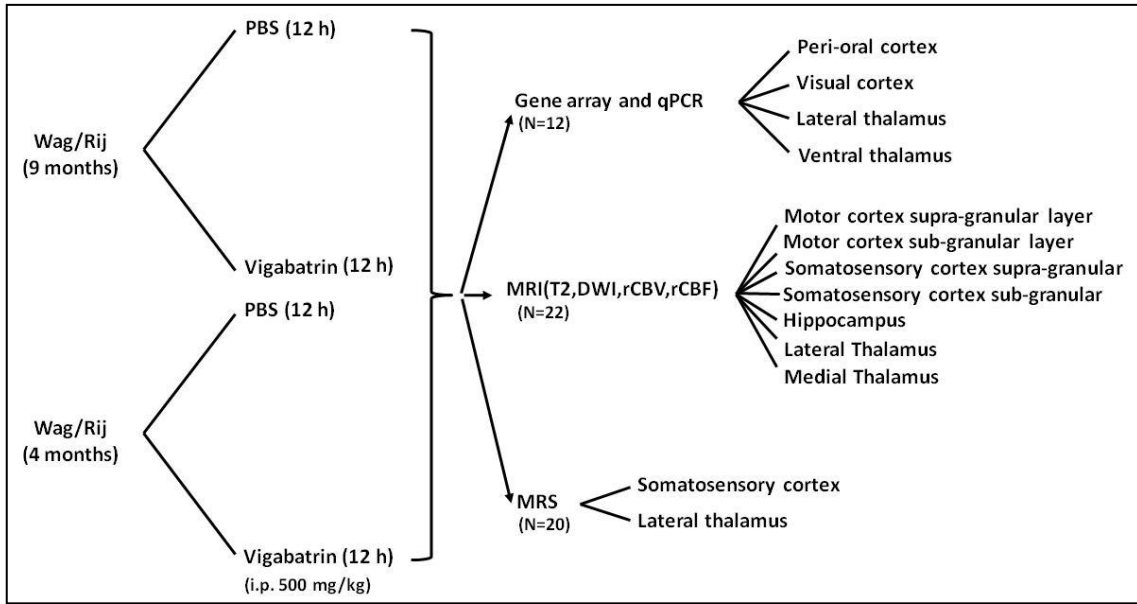 PBS (12 h)
Wag/Rij
(9 months)
Vigabatrin (12 h)
PBS (12 h)
Wag/Rij
(4 months)
Vigabatrin (12 h)
(i.p. 500 mg/kg)
Gene array and qPCR
(N=12)
Peri-oral cortex
Visual cortex
Lateral thalamus
Ventral thalamus
MRI(T2,DWI,rCBV,rCBF)
(N=22)
Motor cortex supra-granular layer
Motor cortex sub-granular layer
Somatosensory cortex supra-granular
Somatosensory cortex sub-granular
Hippocampus
Lateral Thalamus
Medial Thalamus
MRS
(N=20)
Somatosensory cortex
Lateral thalamus